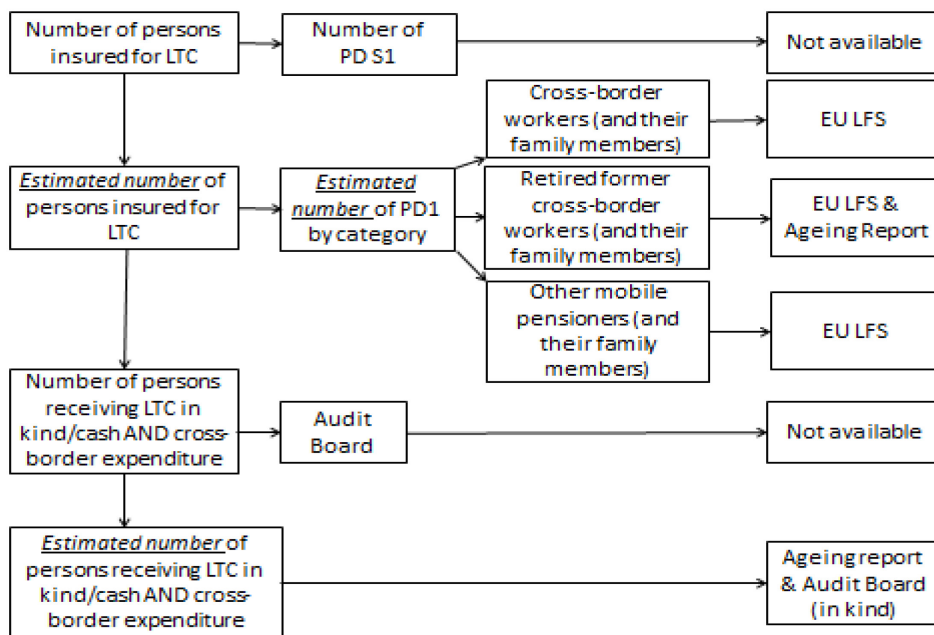 Number of persons
insured for LTC
Number of
PD S1
Not available
Cross-border
workers (and their
family members)
EU LFS
Estimated number of
persons insured for
LTC
Estimated
number of PD1
by category
Retired former
cross-border
workers (and their
family members)
EU LFS &
Ageing Report
Other mobile
pensioners (and
their family
members)
EU LFS
Number of persons
receiving LTC in
kind/cash AND cross-
border expenditure
Audit
Board
Not available
Estimated number of
persons receiving LTC in
kind/cash AND cross-
border expenditure
Ageing report
& Audit Board
(in kind)